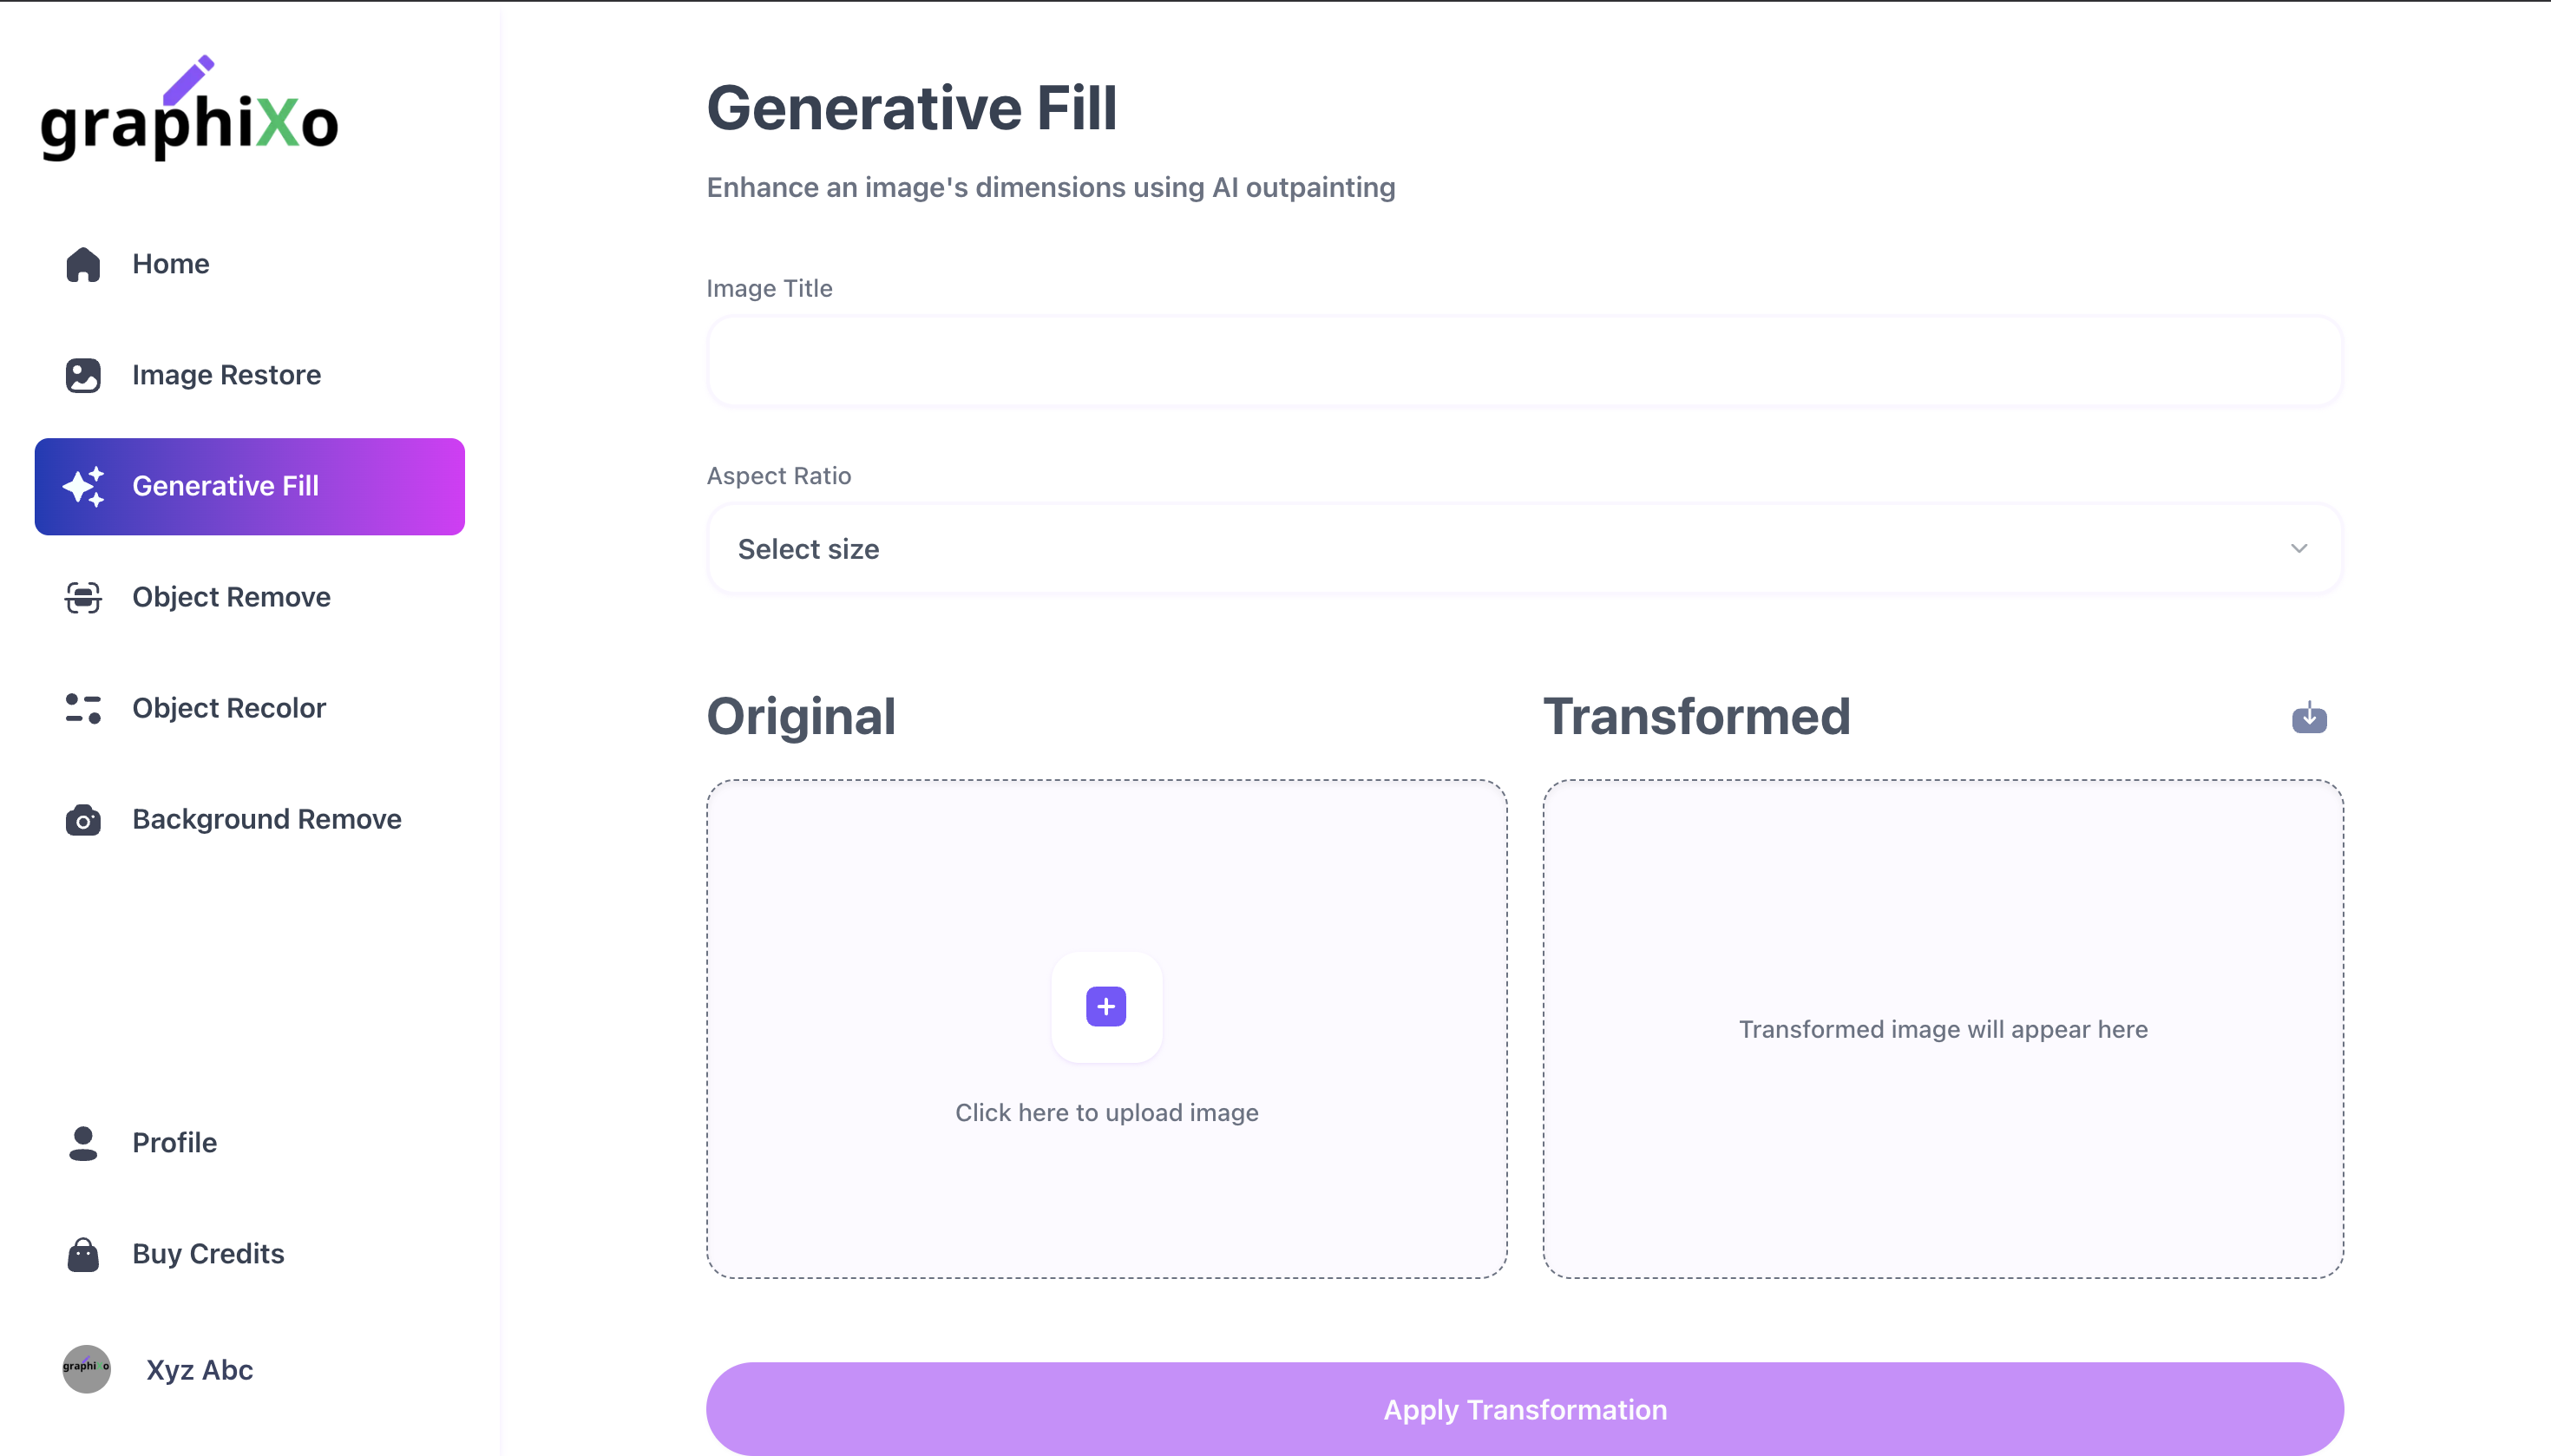 graphiXo
Home
Image Restore
Generative Fill
Object Remove
Object Recolor
Background Remove
Profile
Buy Credits
graphiXo
Xyz Abc
Generative Fill
Enhance an image's dimensions using AI outpainting
Image Title
Aspect Ratio
Select size
Original
Transformed
Click here to upload image
Transformed image will appear here
Apply Transformation